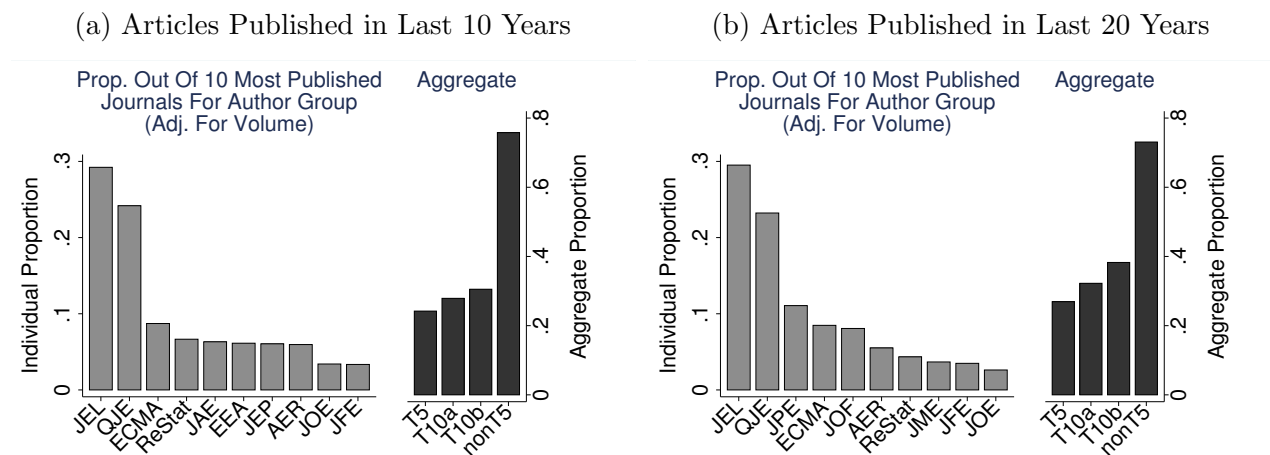 (a) Articles Published in Last 10 Years
Prop. Out Of 10 Most Published
Journals For Author Group
(Adj. For Volume)
Aggregate
Individual Proportion
0
.1
.2
.3
JEL
QJE
ECMA
ReStat
JAE
EEA
JEP
AER
JOE
JFE
Aggregate Proportion
0
.2
.4
.6
.8
T5
T10a
T10b
nonT5
(b) Articles Published in Last 20 Years
Prop. Out Of 10 Most Published
Journals For Author Group
(Adj. For Volume)
Aggregate
Individual Proportion
0
.1
.2
.3
JEL
QJE
JPE
ECMA
JOF
AER
ReStat
JME
JFE
JOE
Aggregate Proportion
0
.2
.4
.6
.8
T5
T10a
T10b
nonT5